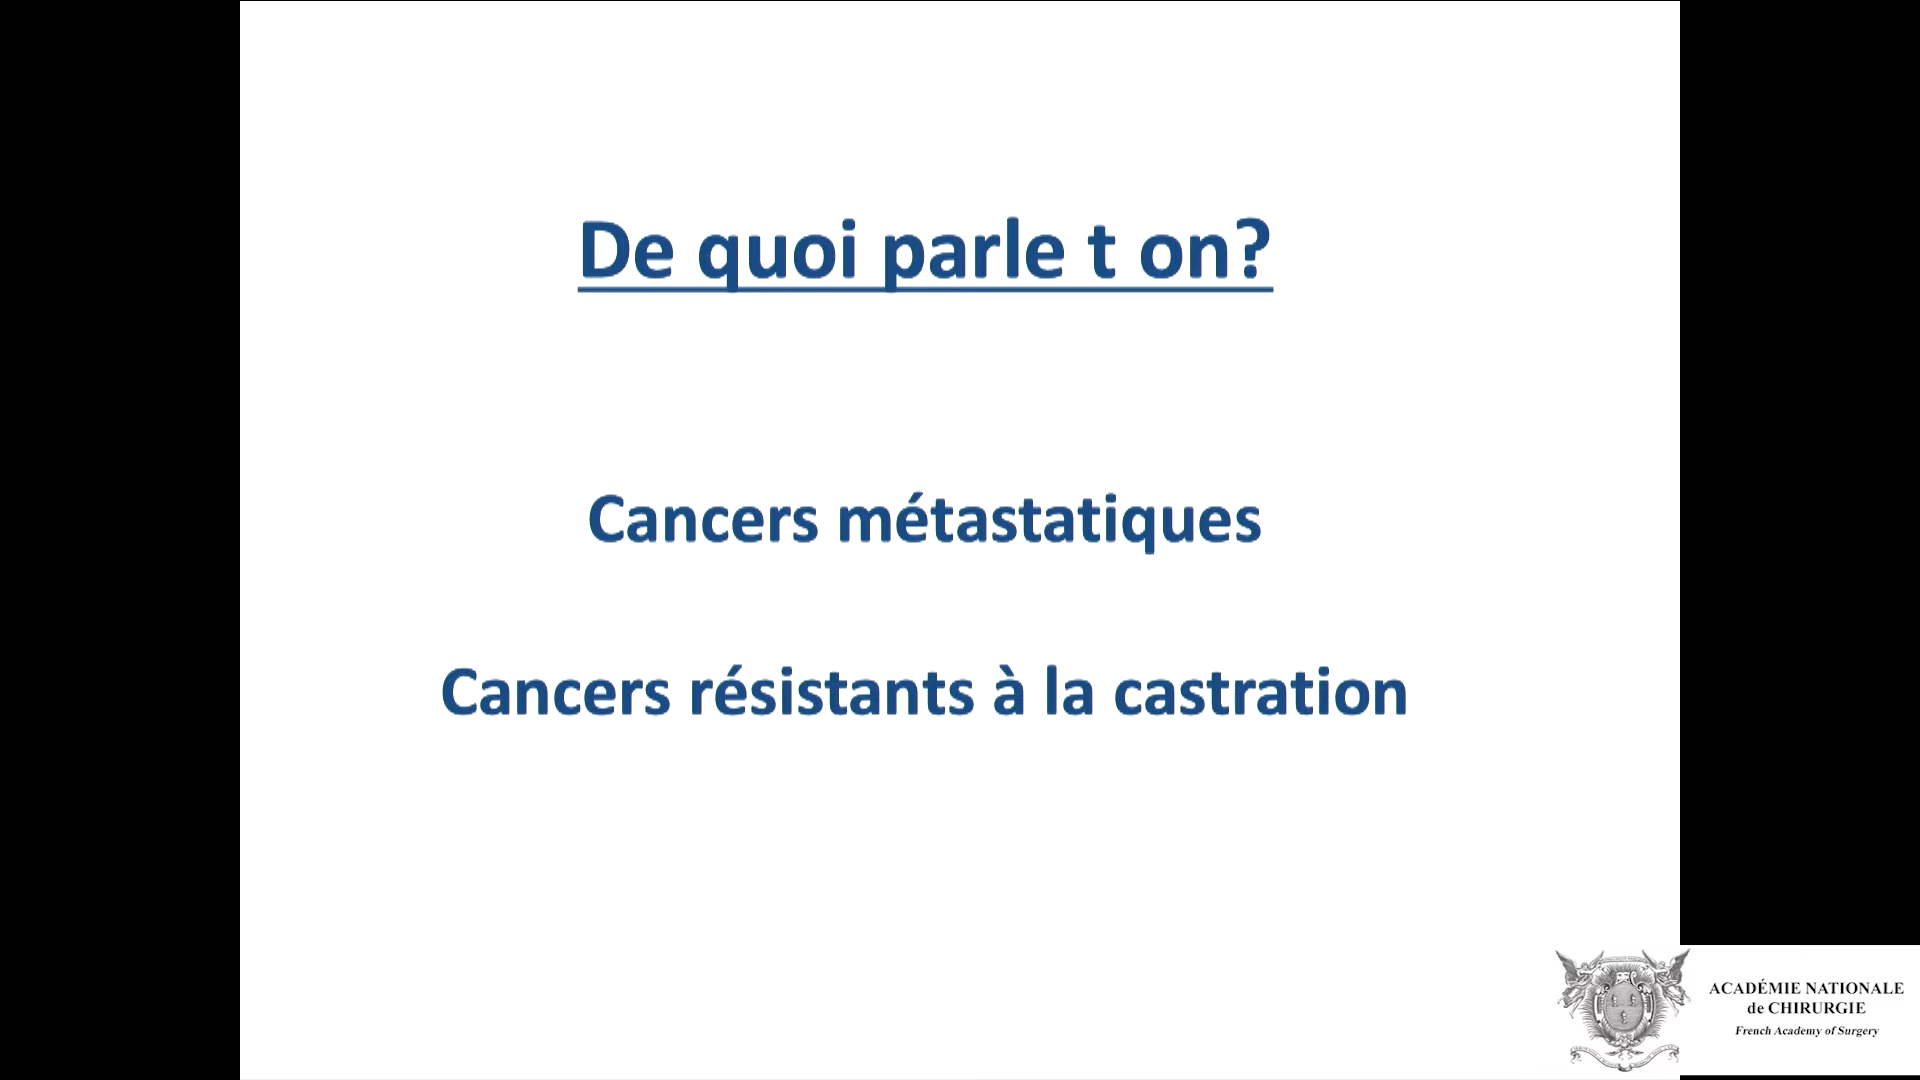 De quoi parle t on?
Cancers métastatiques
Cancers résistants à la castration
ACADÉMIE NATIONALE
de CHIRURGIE
French Academy of Surgery